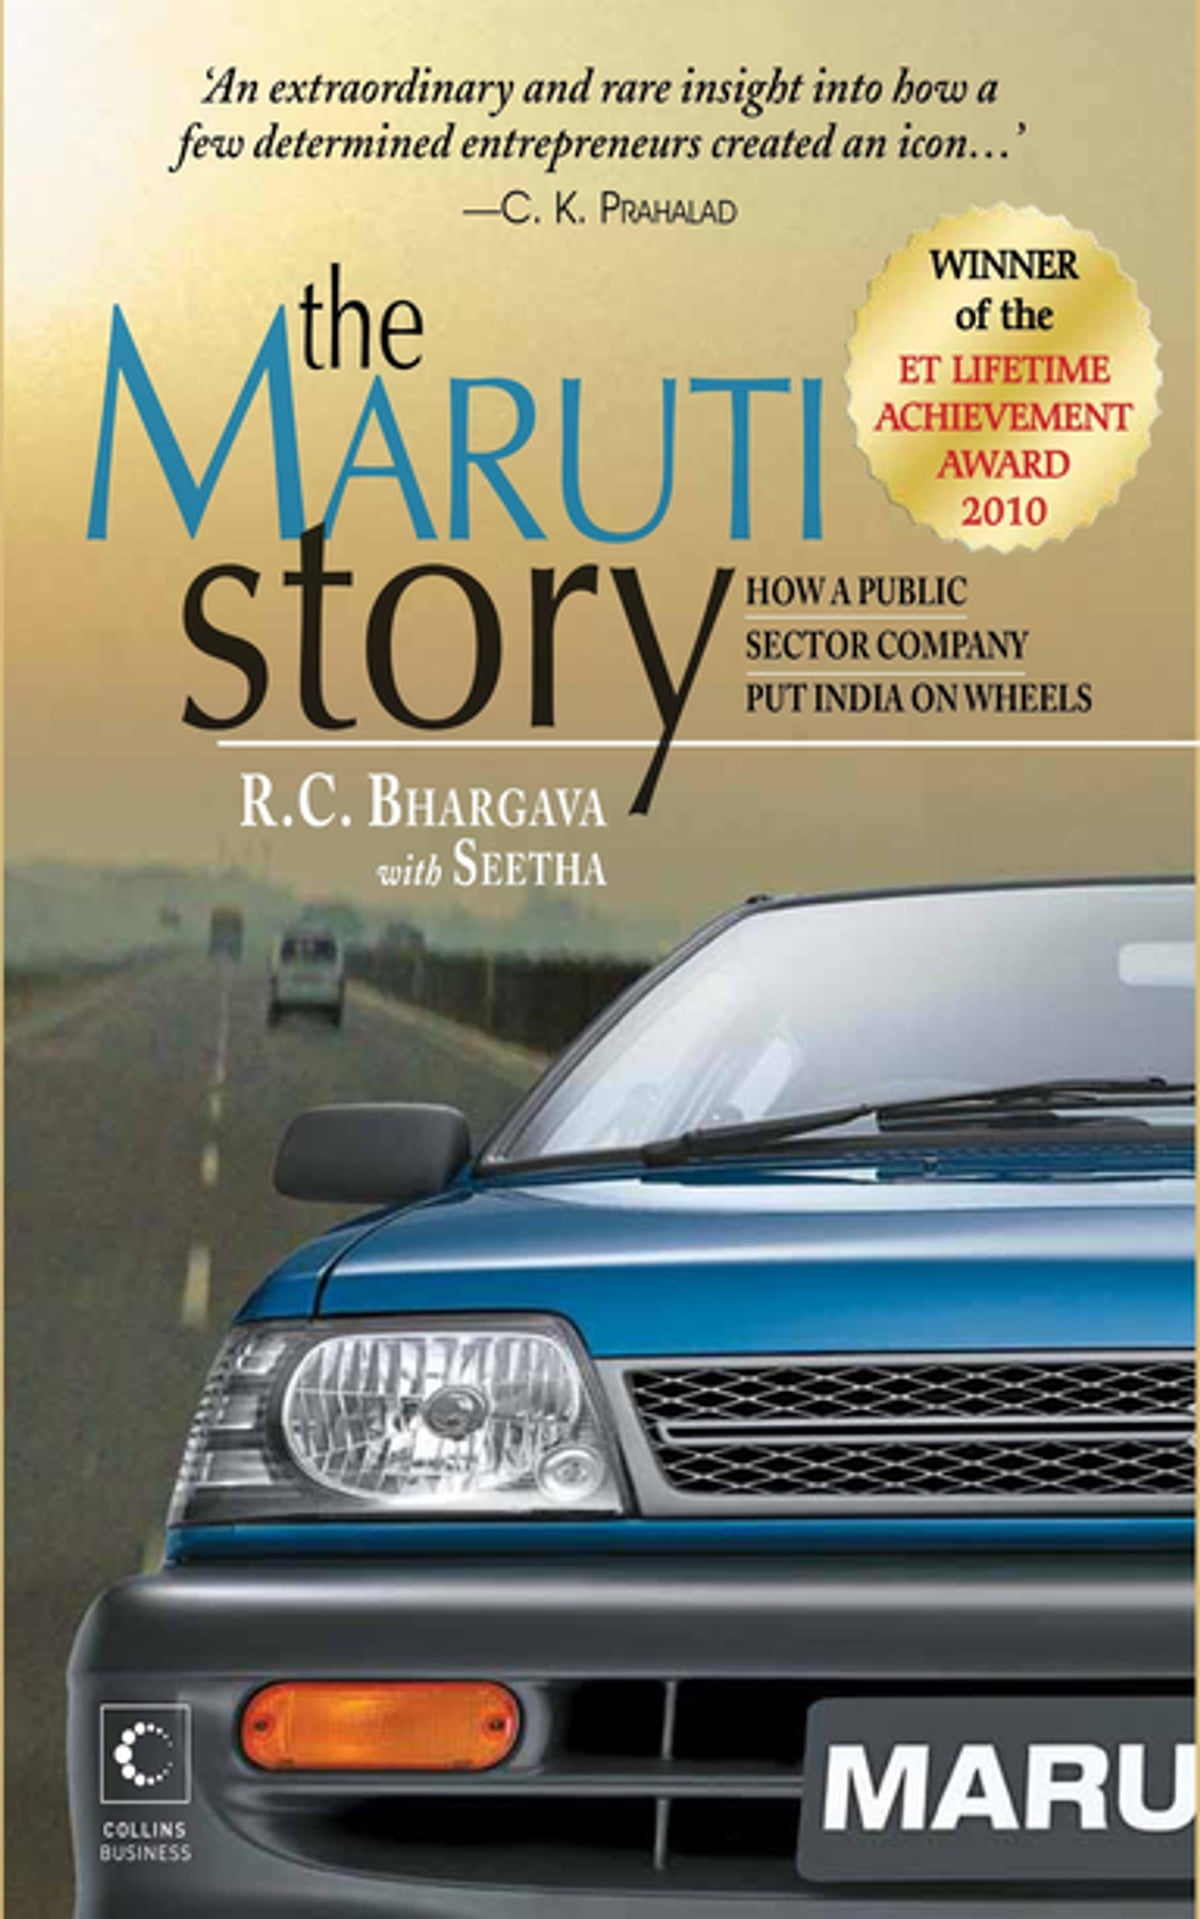 ‘An extraordinary and rare insight into how a
few determined entrepreneurs created an icon...’
—C. K. PRAHALAD
the
MARUTI
story
WINNER
of the
ET LIFETIME
ACHIEVEMENT
AWARD
2010
HOW A PUBLIC
SECTOR COMPANY
PUT INDIA ON WHEELS
R.C. BHARGAVA
with SEETHA
MARU
COLLINS
BUSINESS